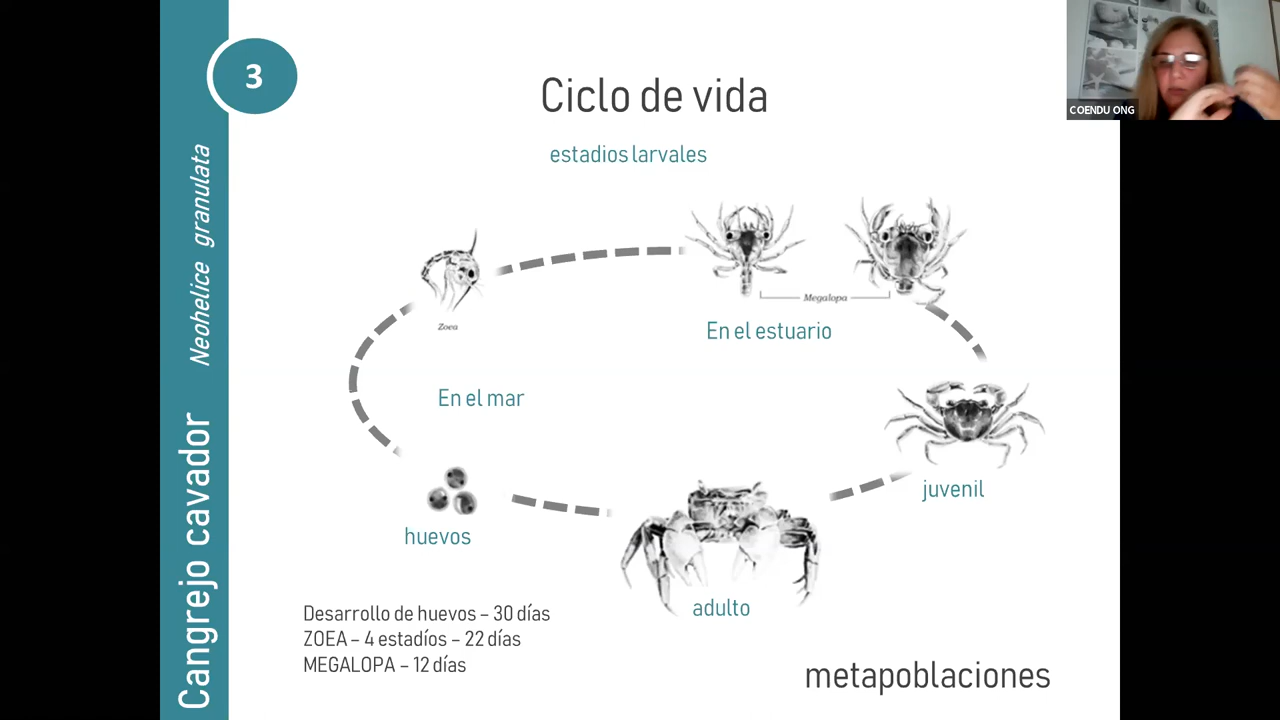 3
Ciclo de vida
COENDU ONG
estadios larvales
Cangrejo cavador Neohelice granulata
Zoea
Megalopa
En el estuario
En el mar
juvenil
huevos
adulto
Desarrollo de huevos – 30 días
ZOEA – 4 estadíos – 22 días
MEGALOPA – 12 días
metapoblaciones